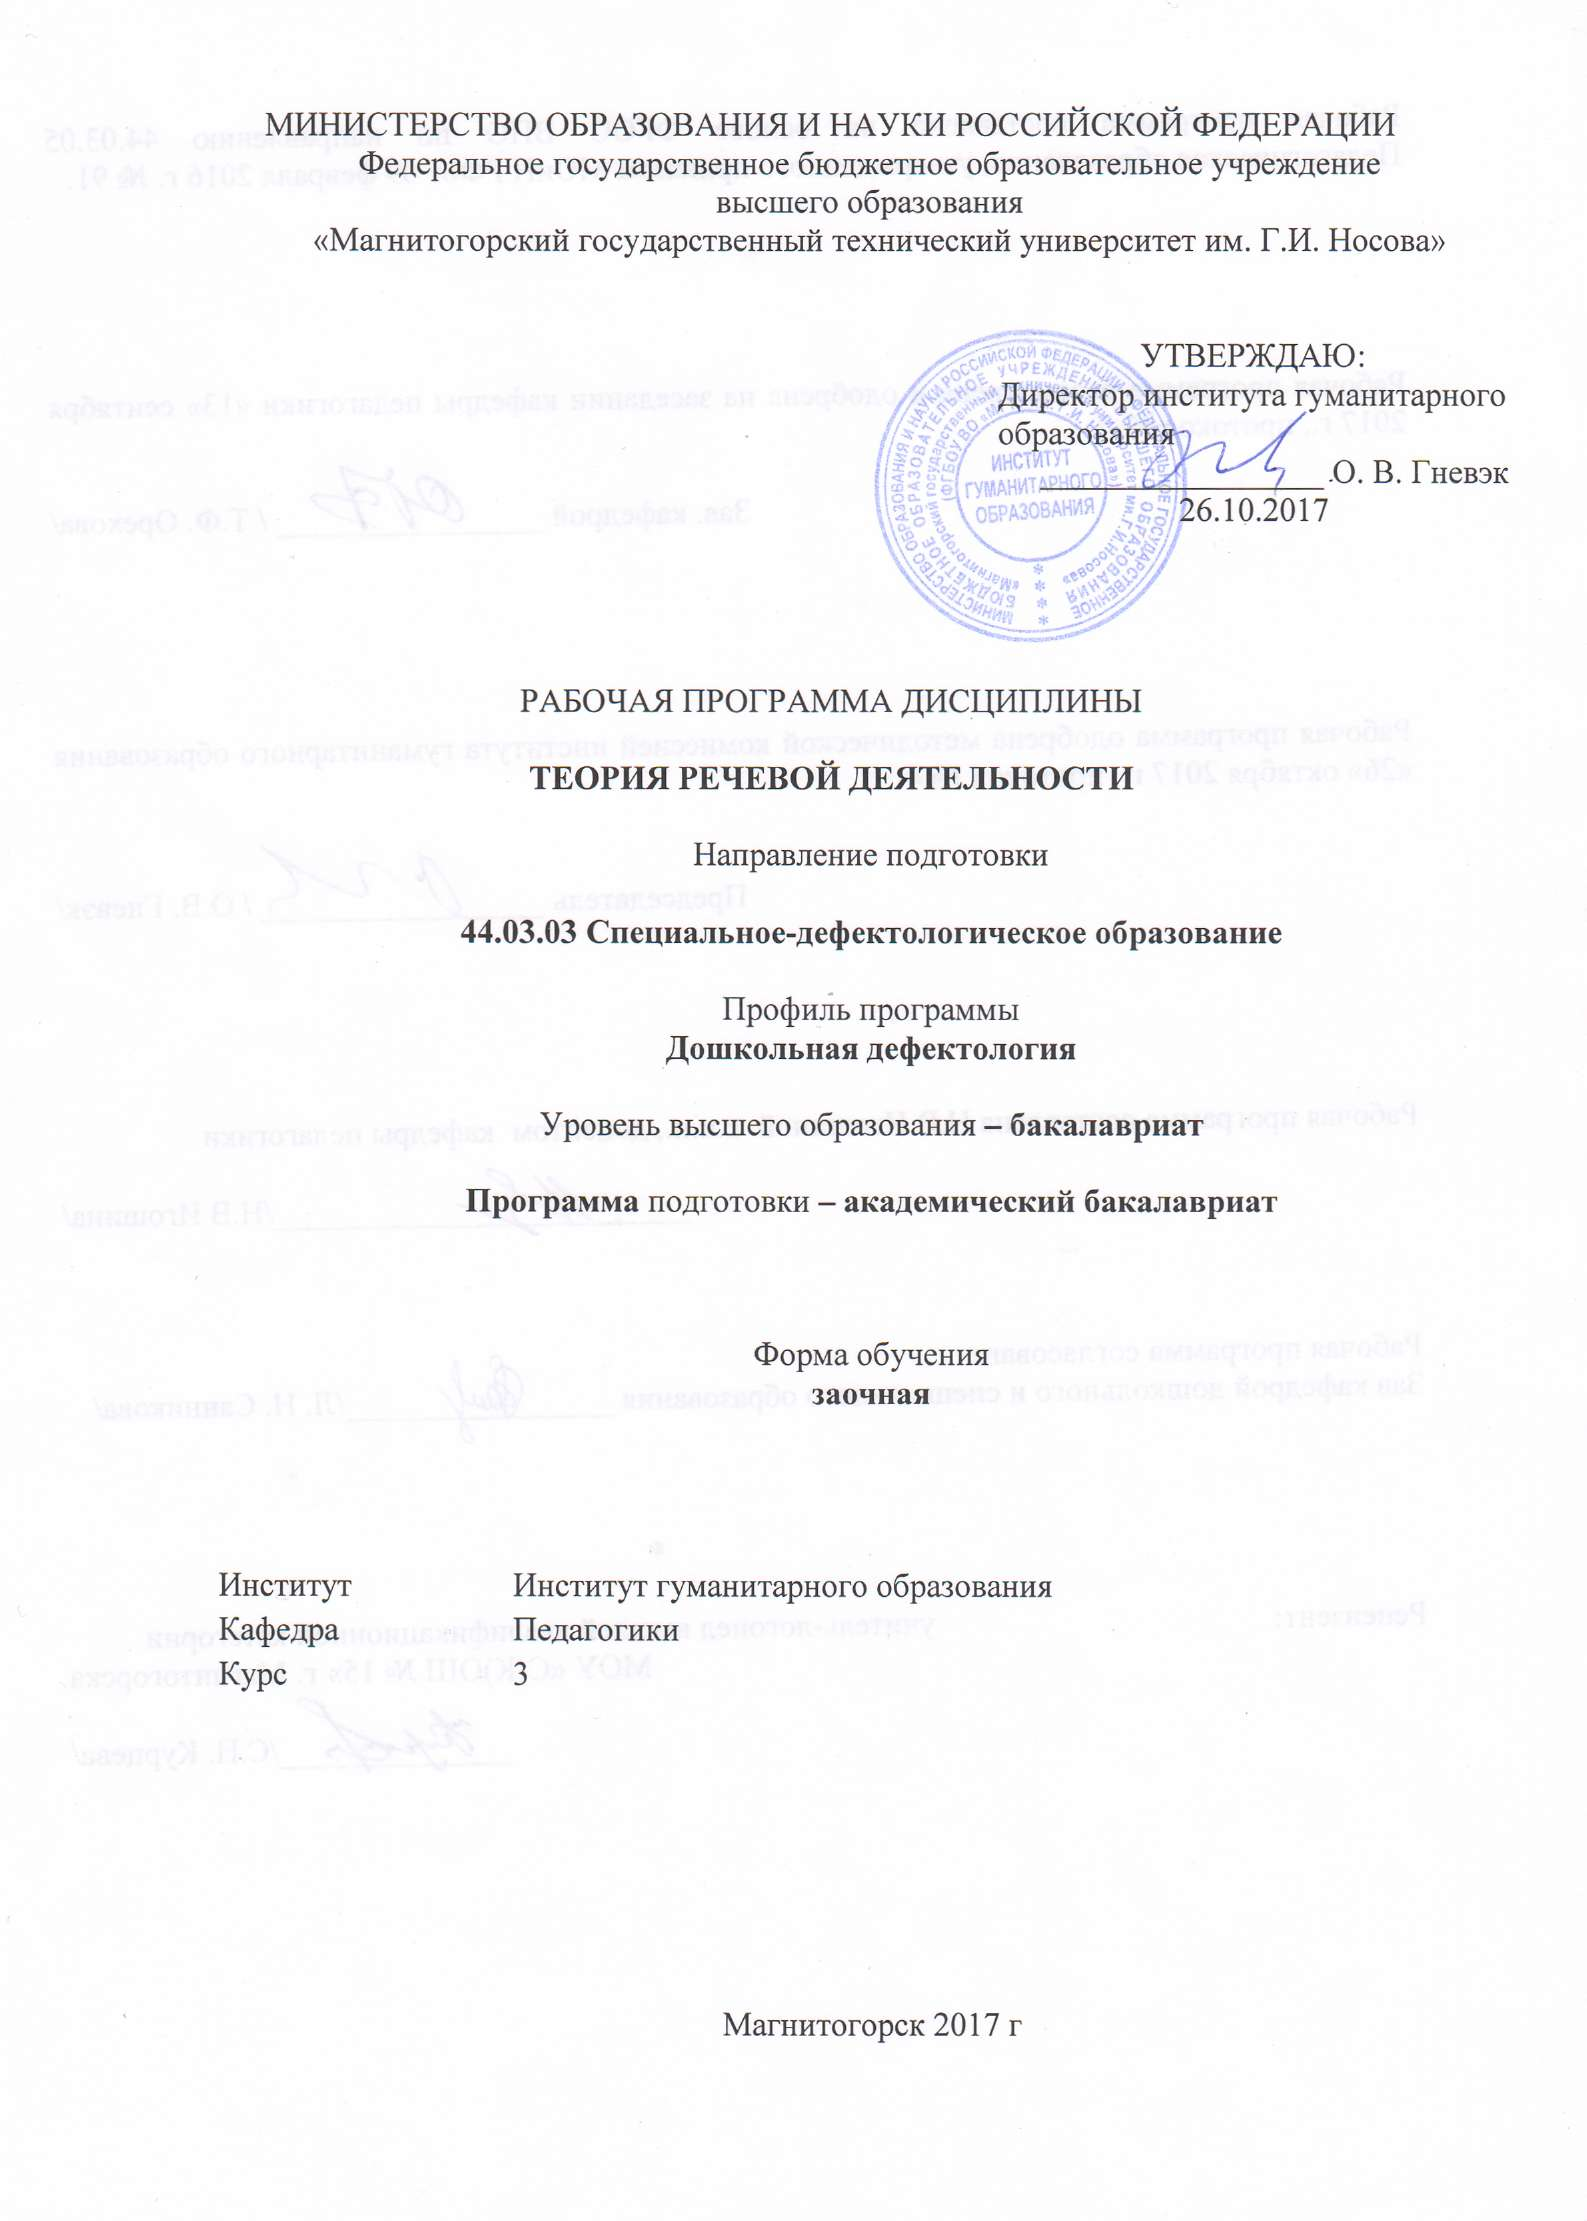 МИНИСТЕРСТВО ОБРАЗОВАНИЯ И НАУКИ РОССИЙСКОЙ ФЕДЕРАЦИИ
Федеральное государственное бюджетное образовательное учреждение
высшего образования
«Магнитогорский государственный технический университет им. Г.И. Носова»
УТВЕРЖДАЮ:
Директор института гуманитарного
образования
О. В. Гневэк
26.10.2017
ИНСТИТУТ
ГУМАНИТАРНОГО
ОБРАЗОВАНИЯ
РАБОЧАЯ ПРОГРАММА ДИСЦИПЛИНЫ
ТЕОРИЯ РЕЧЕВОЙ ДЕЯТЕЛЬНОСТИ
Направление подготовки
44.03.03 Специальное-дефектологическое образование
Профиль программы
Дошкольная дефектология
Уровень высшего образования – бакалавриат
Программа подготовки – академический бакалавриат
Форма обучения
заочная
Институт Институт гуманитарного образования
Кафедра Педагогики
Курс 3
Магнитогорск 2017 г